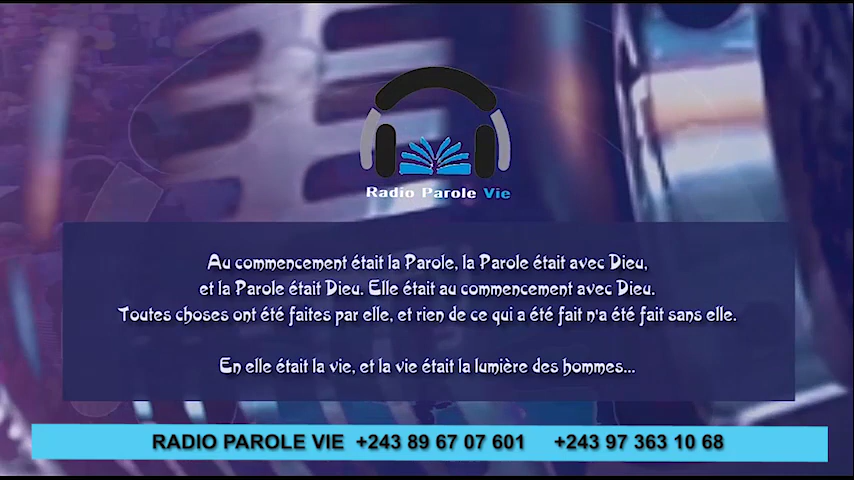 Radio Parole Vie
Au commencement était la Parole, la Parole était avec Dieu,
et la Parole était Dieu. Elle était au commencement avec Dieu.
Toutes choses ont été faites par elle, et rien de ce qui a été fait n'a été fait sans elle.
En elle était la vie, et la vie était la lumière des hommes...
RADIO PAROLE VIE +243 89 67 07 601 +243 97 363 10 68